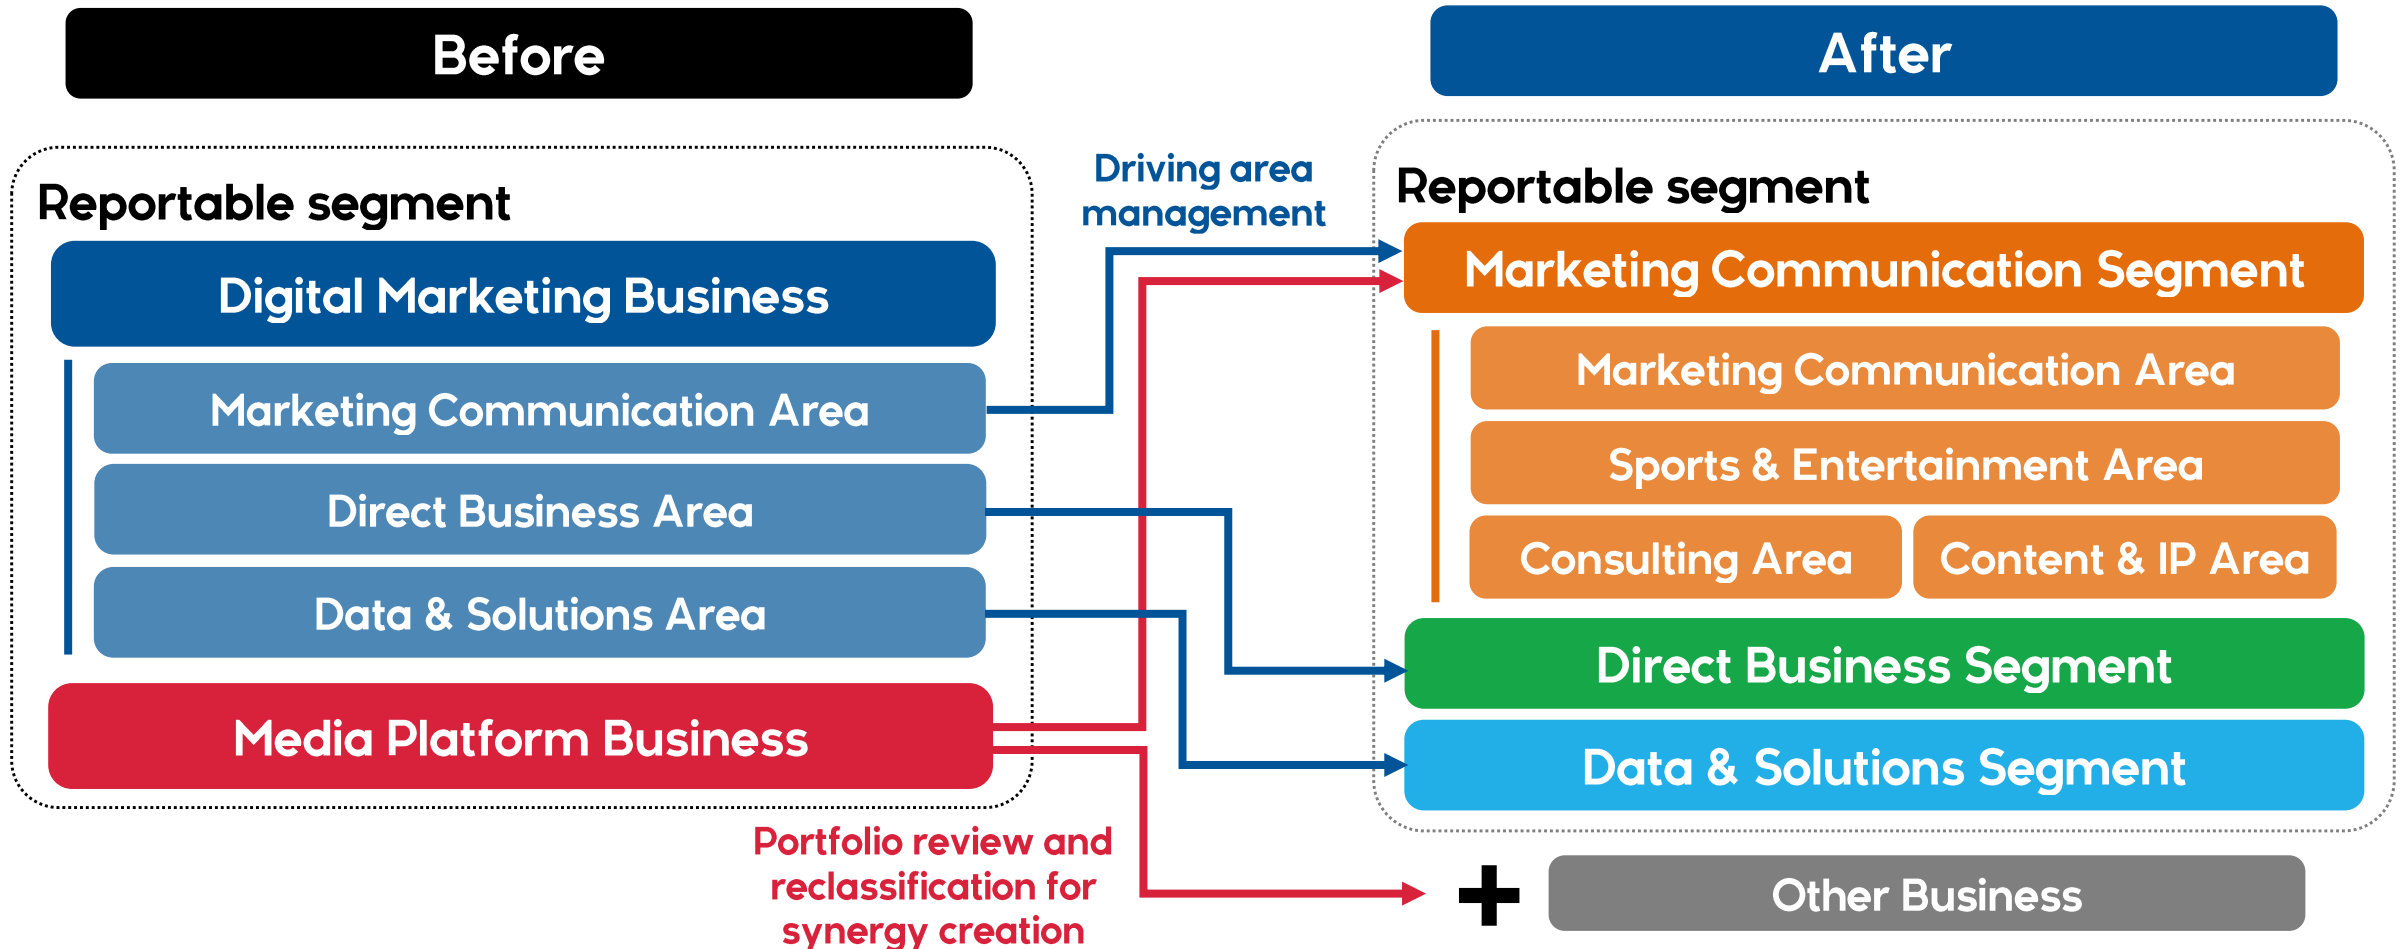 Before
Reportable segment
Digital Marketing Business
Marketing Communication Area
Direct Business Area
Data & Solutions Area
Media Platform Business
Driving area
management
Portfolio review and
reclassification for
synergy creation
After
Reportable segment
Marketing Communication Segment
Marketing Communication Area
Sports & Entertainment Area
Consulting Area
Content & IP Area
Direct Business Segment
Data & Solutions Segment
+
Other Business